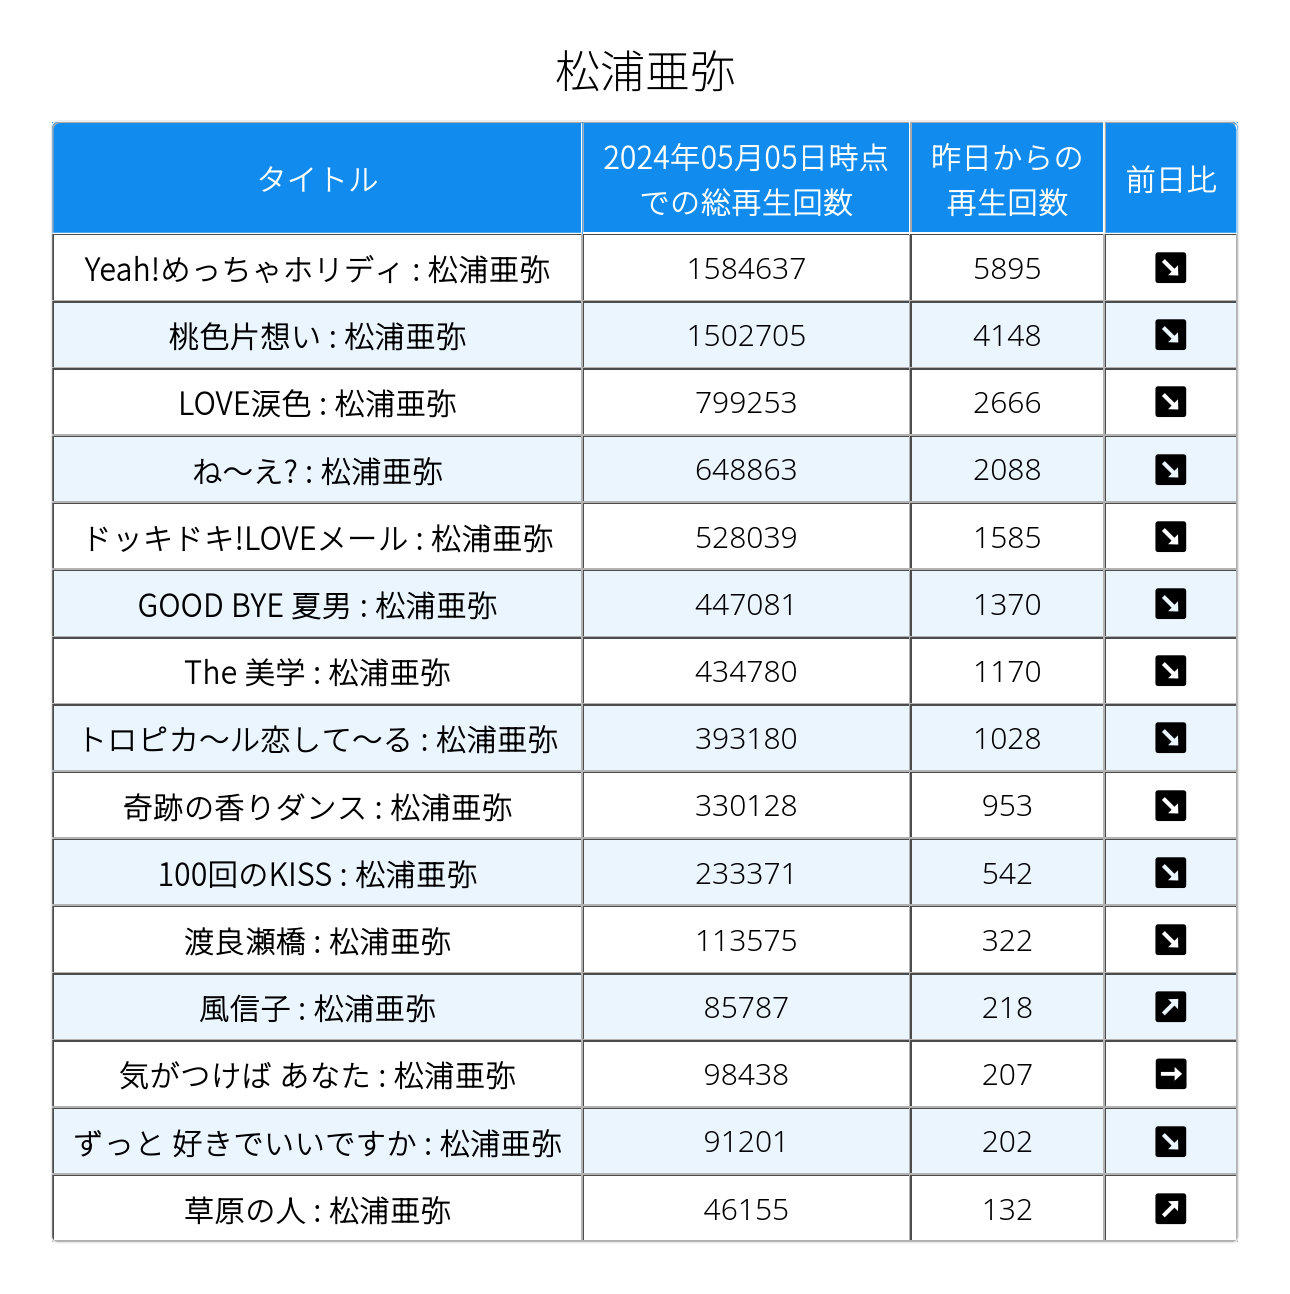 松浦亜弥
タイトル
2024年05月05日時点
での総再生回数
昨日からの
再生回数
前日比
Yeah!めっちゃホリディ : 松浦亜弥 1584637 5895 ↘
桃色片想い : 松浦亜弥 1502705 4148 ↘
LOVE涙色 : 松浦亜弥 799253 2666 ↘
ね～え? : 松浦亜弥 648863 2088 ↘
ドッキドキ!LOVEメール : 松浦亜弥 528039 1585 ↘
GOOD BYE 夏男 : 松浦亜弥 447081 1370 ↘
The 美学 : 松浦亜弥 434780 1170 ↘
トロピカ～ル恋して～る : 松浦亜弥 393180 1028 ↘
奇跡の香りダンス : 松浦亜弥 330128 953 ↘
100回のKISS : 松浦亜弥 233371 542 ↘
渡良瀬橋 : 松浦亜弥 113575 322 ↘
風信子 : 松浦亜弥 85787 218 ↗
気がつけば あなた : 松浦亜弥 98438 207 →
ずっと 好きでいいですか : 松浦亜弥 91201 202 ↘
草原の人 : 松浦亜弥 46155 132 ↗